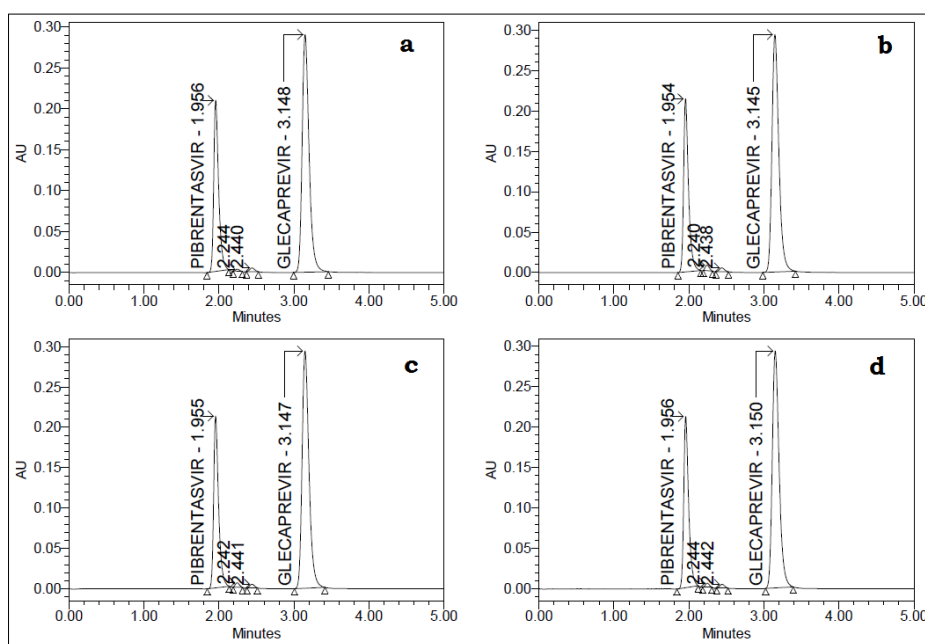 a
0.30
0.20
0.15
0.10
0.05
0.00
AU
PIBRENTASVIR - 1.956
2.244
2.440
GLECAPREVIR - 3.148
0.00 1.00 2.00 3.00 4.00 5.00
Minutes
b
0.30
0.25
0.20
0.15
0.10
0.05
0.00
AU
PIBRENTASVIR - 1.954
2.240
2.438
GLECAPREVIR - 3.145
0.00 1.00 2.00 3.00 4.00 5.00
Minutes
c
0.30
0.25
0.20
0.15
0.10
0.05
0.00
AU
PIBRENTASVIR - 1.955
2.242
2.441
GLECAPREVIR - 3.147
0.00 1.00 2.00 3.00 4.00 5.00
Minutes
d
0.30
0.25
0.20
0.15
0.10
0.05
0.00
AU
PIBRENTASVIR - 1.956
2.244
2.442
GLECAPREVIR - 3.150
0.00 1.00 2.00 3.00 4.00 5.00
Minutes